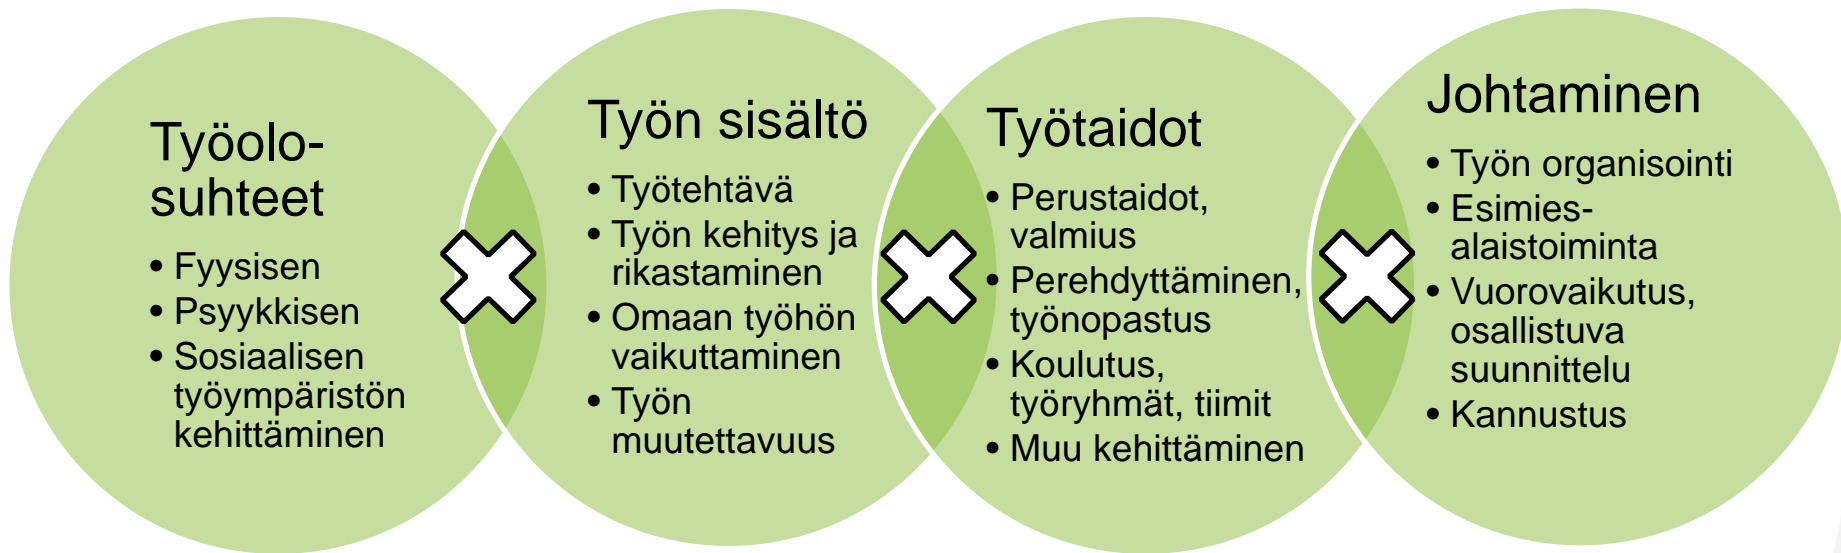 Työolo-
suhteet
• Fyysisen
• Psyykkisen
• Sosiaalisen
työympäristön
kehittäminen
Työn sisältö
• Työtehtävä
• Työn kehitys ja
rikastaminen
• Omaan työhön
vaikuttaminen
• Työn
muutettavuus
Työtaidot
• Perustaidot,
valmius
• Perehdyttäminen,
työnopastus
• Koulutus,
työryhmät, tiimit
• Muu kehittäminen
Johtaminen
• Työn organisointi
• Esimies-
alaistoiminta
• Vuorovaikutus,
osallistuva
suunnittelu
• Kannustus